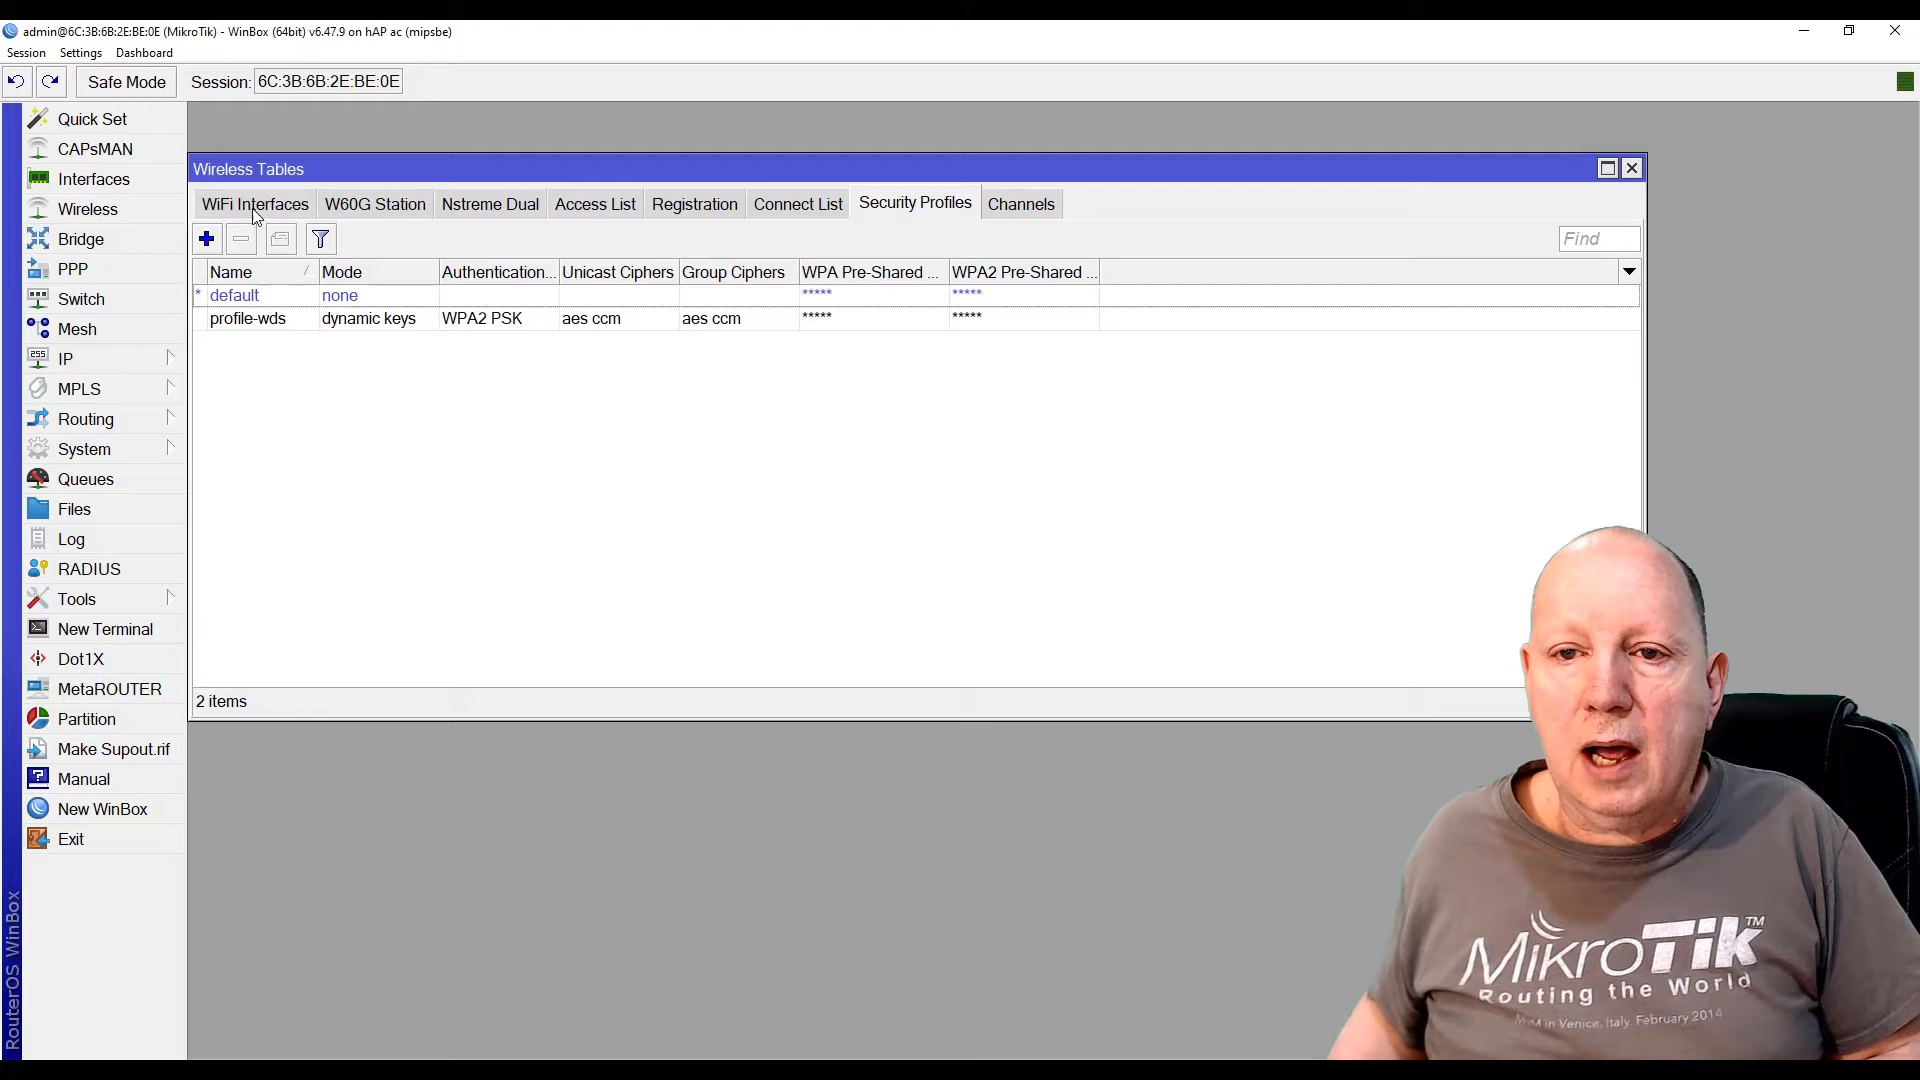 admin@6C:3B:6B:2E:BE:0E (MikroTik) - WinBox (64bit) v6.47.9 on hAP ac (mipsbe)
Session Settings Dashboard
Safe Mode Session: 6C:3B:6B:2E:BE:0E
Quick Set
CAPsMAN
Interfaces
Wireless
Bridge
PPP
Switch
Mesh
255 IP
MPLS
Routing
System
Queues
Files
Log
RADIUS
Tools
New Terminal
Dot1X
MetaROUTER
Partition
Make Supout.rif
Manual
New WinBox
Exit
RouterOS WinBox
Wireless Tables
WiFi Interfaces W60G Station Nstreme Dual Access List Registration Connect List Security Profiles Channels
Find
Name Mode Authentication... Unicast Ciphers Group Ciphers WPA Pre-Shared ... WPA2 Pre-Shared ...
* default none ***** *****
profile-wds dynamic keys WPA2 PSK aes ccm aes ccm ***** *****
2 items
MikroTik™
Routing the World
MUM in Venice, Italy. February 2014